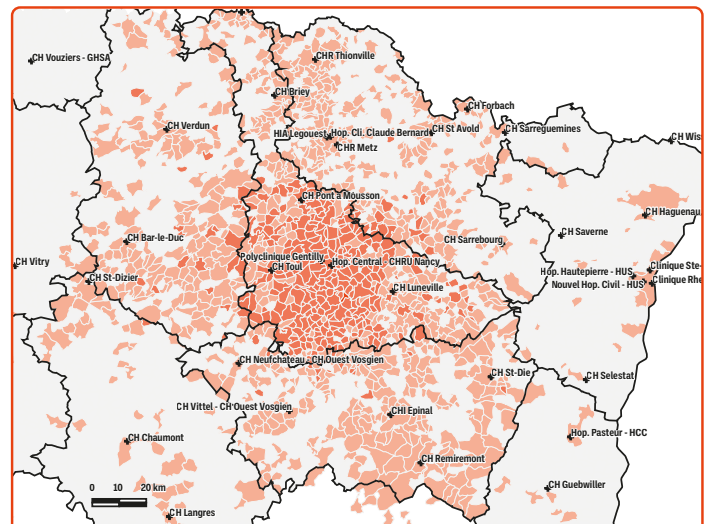 CH Vouziers - GHSA
CHR Thionville
CH Briey
CH Forbach
CH Verdun
HIA Legouest
Hop. Cli. Claude Bernard
CH St Avold
CH Sarreguemines
CH Wis
CHR Metz
CH Pont à Mousson
CH Haguenau
CH Bar-le-Duc
CH Sarrebourg
CH Saverne
Polyclinique Gentilly
Hop. Central - CHRU Nancy
CH Vitry
CH Toul
Hop. Hautepierre - HUS
Clinique Ste-
CH St-Dizier
Nouvel Hop. Civil - HUS
Clinique Rhe
CH Luneville
CH Neufchateau - CH Ouest Vosgien
CH St-Die
CH Selestat
CH Vittel - CH Ouest Vosgien
CHI Epinal
CH Chaumont
Hop. Pasteur - HCC
CH Remiremont
0 10 20 km
CH Guebwiller
CH Langres